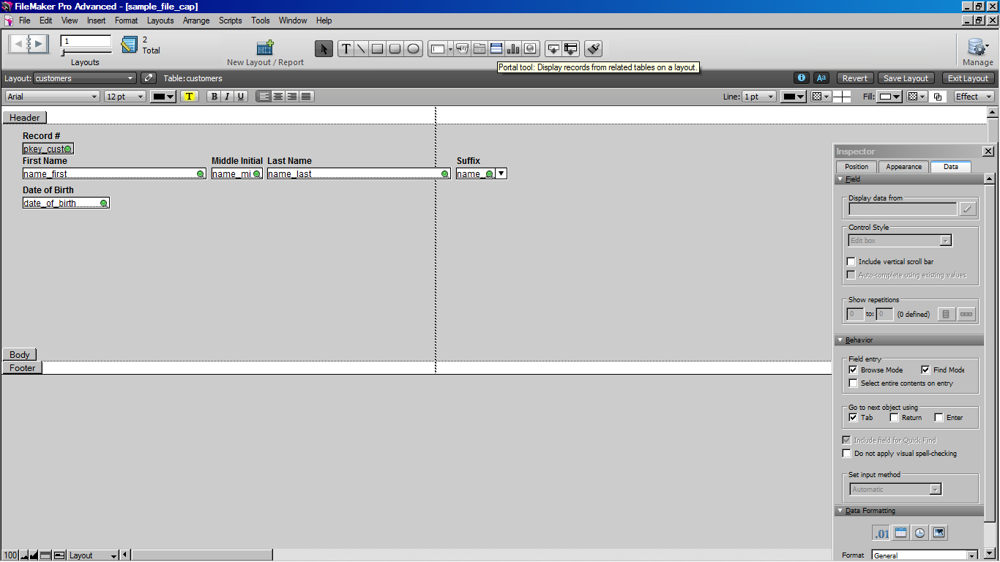 FileMaker Pro Advanced - [sample_file_cap]
File Edit View Insert Format Layouts Arrange Scripts Tools Window Help
1
2
Total
Layouts
New Layout / Report
T
Manage
Portal tool: Display records from related tables on a layout.
Layout: customers Table: customers Aa Revert Save Layout Exit Layout
Arial 12 pt T B I U Line: 1 pt Fill: Effect
Header
Record #
pkey_cust
First Name Middle Initial Last Name Suffix
name_first name_mi name_last name_
Date of Birth
date_of_birth
Body
Footer
100 Layout
Inspector
Position Appearance Data
Field
Display data from
Control Style
Edit box
Include vertical scroll bar
Auto-complete using existing values
Show repetitions
0 to: 0 (0 defined)
Behavior
Field entry
Browse Mode Find Mode
Select entire contents on entry
Go to next object using
Tab Return Enter
Include field for Quick Find
Do not apply visual spell-checking
Set input method
Automatic
Data Formatting
.01
Format General